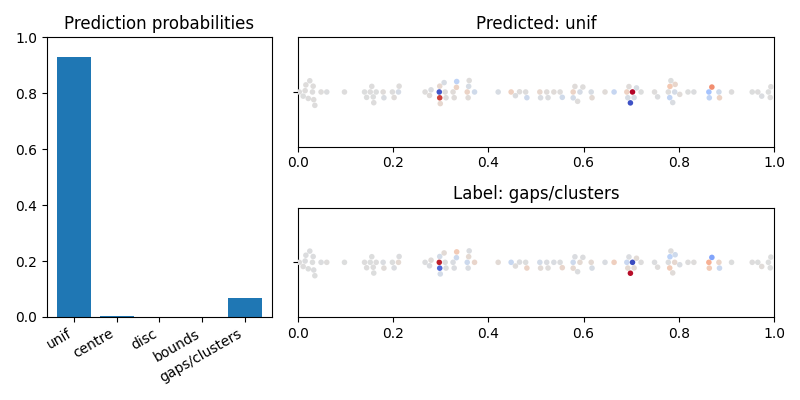 Prediction probabilities
1.0
0.8
0.6
0.4
0.2
0.0
unif
centre
disc
bounds
gaps/clusters
Predicted: unif
0.0 0.2 0.4 0.6 0.8 1.0
Label: gaps/clusters
0.0 0.2 0.4 0.6 0.8 1.0